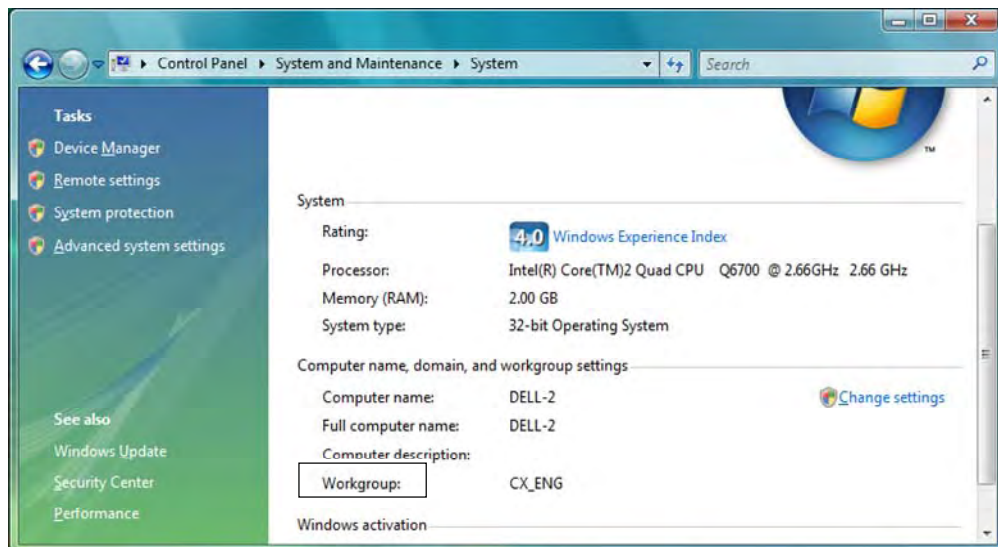 Control Panel ▸ System and Maintenance ▸ System
Search
Tasks
Device Manager
Remote settings
System protection
Advanced system settings
See also
Windows Update
Security Center
Performance
TM
System
Rating: 4,0 Windows Experience Index
Processor: Intel(R) Core(TM)2 Quad CPU Q6700 @ 2.66GHz 2.66 GHz
Memory (RAM): 2.00 GB
System type: 32-bit Operating System
Computer name, domain, and workgroup settings
Computer name: DELL-2 Change settings
Full computer name: DELL-2
Computer description:
Workgroup: CX_ENG
Windows activation